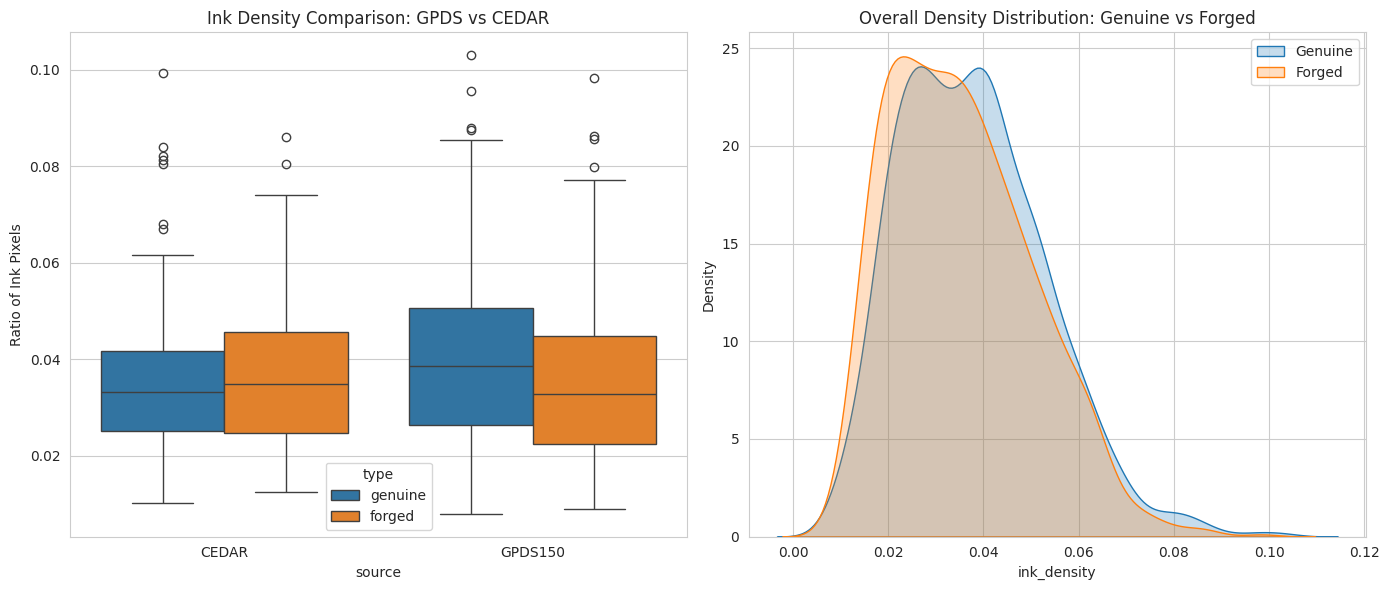 Ink Density Comparison: GPDS vs CEDAR
Ratio of Ink Pixels
0.10
0.08
0.06
0.04
0.02
type
genuine
forged
CEDAR GPDS150
source
Overall Density Distribution: Genuine vs Forged
Genuine
Forged
Density
25
20
15
10
5
0
0.00 0.02 0.04 0.06 0.08 0.10 0.12
ink_density